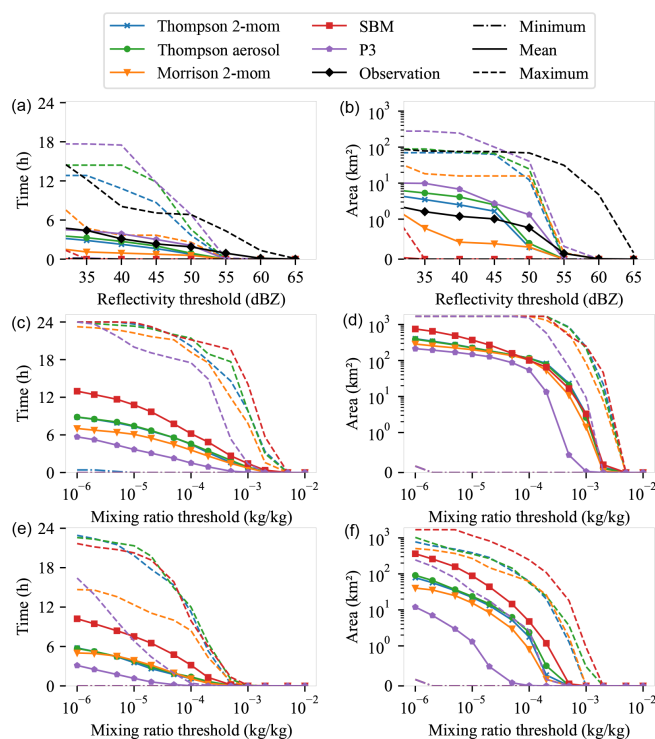 Thompson 2-mom SBM Minimum
Thompson aerosol P3 Mean
Morrison 2-mom Observation Maximum
(a) (b)
Time (h)
24
18
12
6
0
35 40 45 50 55 60 65
Reflectivity threshold (dBZ)
Area (km²)
10³
10²
10¹
10⁰
0
35 40 45 50 55 60 65
Reflectivity threshold (dBZ)
(c) (d)
Time (h)
24
18
12
6
0
10⁻⁶ 10⁻⁵ 10⁻⁴ 10⁻³ 10⁻²
Mixing ratio threshold (kg/kg)
Area (km²)
10³
10²
10¹
10⁰
0
10⁻⁶ 10⁻⁵ 10⁻⁴ 10⁻³ 10⁻²
Mixing ratio threshold (kg/kg)
(e) (f)
Time (h)
24
18
12
6
0
10⁻⁶ 10⁻⁵ 10⁻⁴ 10⁻³ 10⁻²
Mixing ratio threshold (kg/kg)
Area (km²)
10³
10²
10¹
10⁰
0
10⁻⁶ 10⁻⁵ 10⁻⁴ 10⁻³ 10⁻²
Mixing ratio threshold (kg/kg)